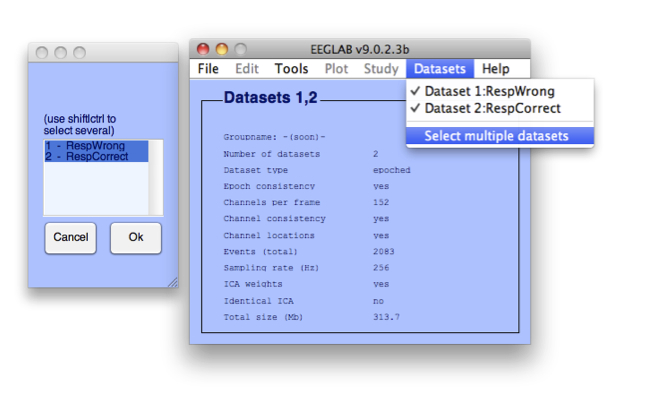 (use shift|ctrl to
select several)
1 - RespWrong
2 - RespCorrect
Cancel
Ok
EEGLAB v9.0.2.3b
File Edit Tools Plot Study Datasets Help
✓ Dataset 1:RespWrong
✓ Dataset 2:RespCorrect
Select multiple datasets
Datasets 1,2
Groupname: -(soon)-
Number of datasets 2
Dataset type epoched
Epoch consistency yes
Channels per frame 152
Channel consistency yes
Channel locations yes
Events (total) 2083
Sampling rate (Hz) 256
ICA weights yes
Identical ICA no
Total size (Mb) 313.7